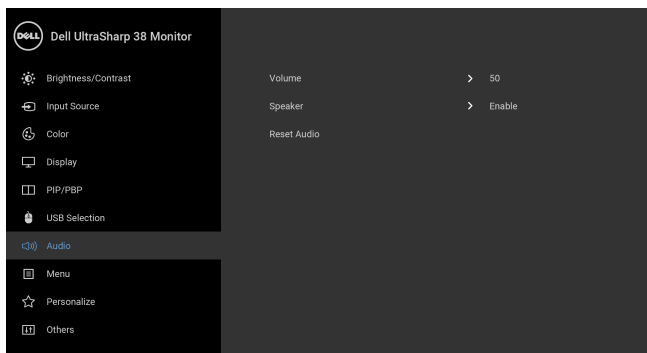 DELL Dell UltraSharp 38 Monitor
Brightness/Contrast
Input Source
Color
Display
PIP/PBP
USB Selection
Audio
Menu
Personalize
Others
Volume > 50
Speaker > Enable
Reset Audio